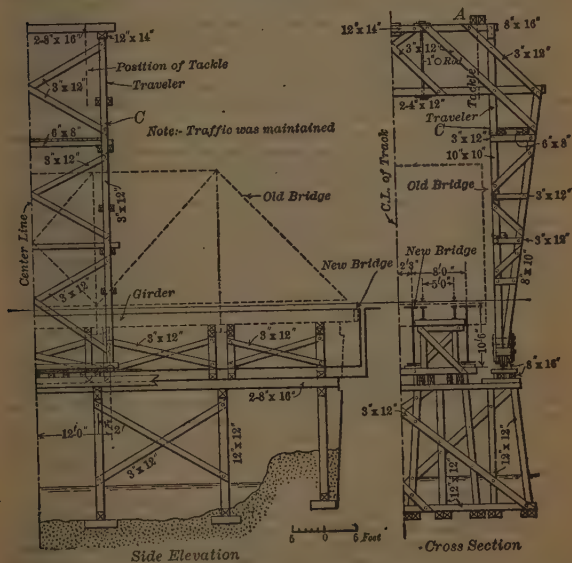 2-8"x 16"
12"x 14"
Position of Tackle
Traveler
3"x 12"
C
Note:- Traffic was maintained
6"x 8"
3"x 12"
3"x 12"
Old Bridge
Center Line
New Bridge
3"x 12"
Girder
3"x 12"
3"x 12"
2-8"x 16"
12'0"
2'
3"x 12"
12"x 12"
5 0 5 Feet
Side Elevation
A
12"x 14"
8"x 16"
3"x 12"
1"O Rod
3"x 12"
Tackle
2-4"x 12"
Traveler
C
3"x 12"
6"x 8"
10"x 10"
C.L. of Track
Old Bridge
3"x 12"
3"x 12"
8"x 10"
New Bridge
2'3"
8'0"
5'0"
10'6"
8"x 16"
3"x 12"
12"x 12"
12"x 12"
12"x 12"
Cross Section